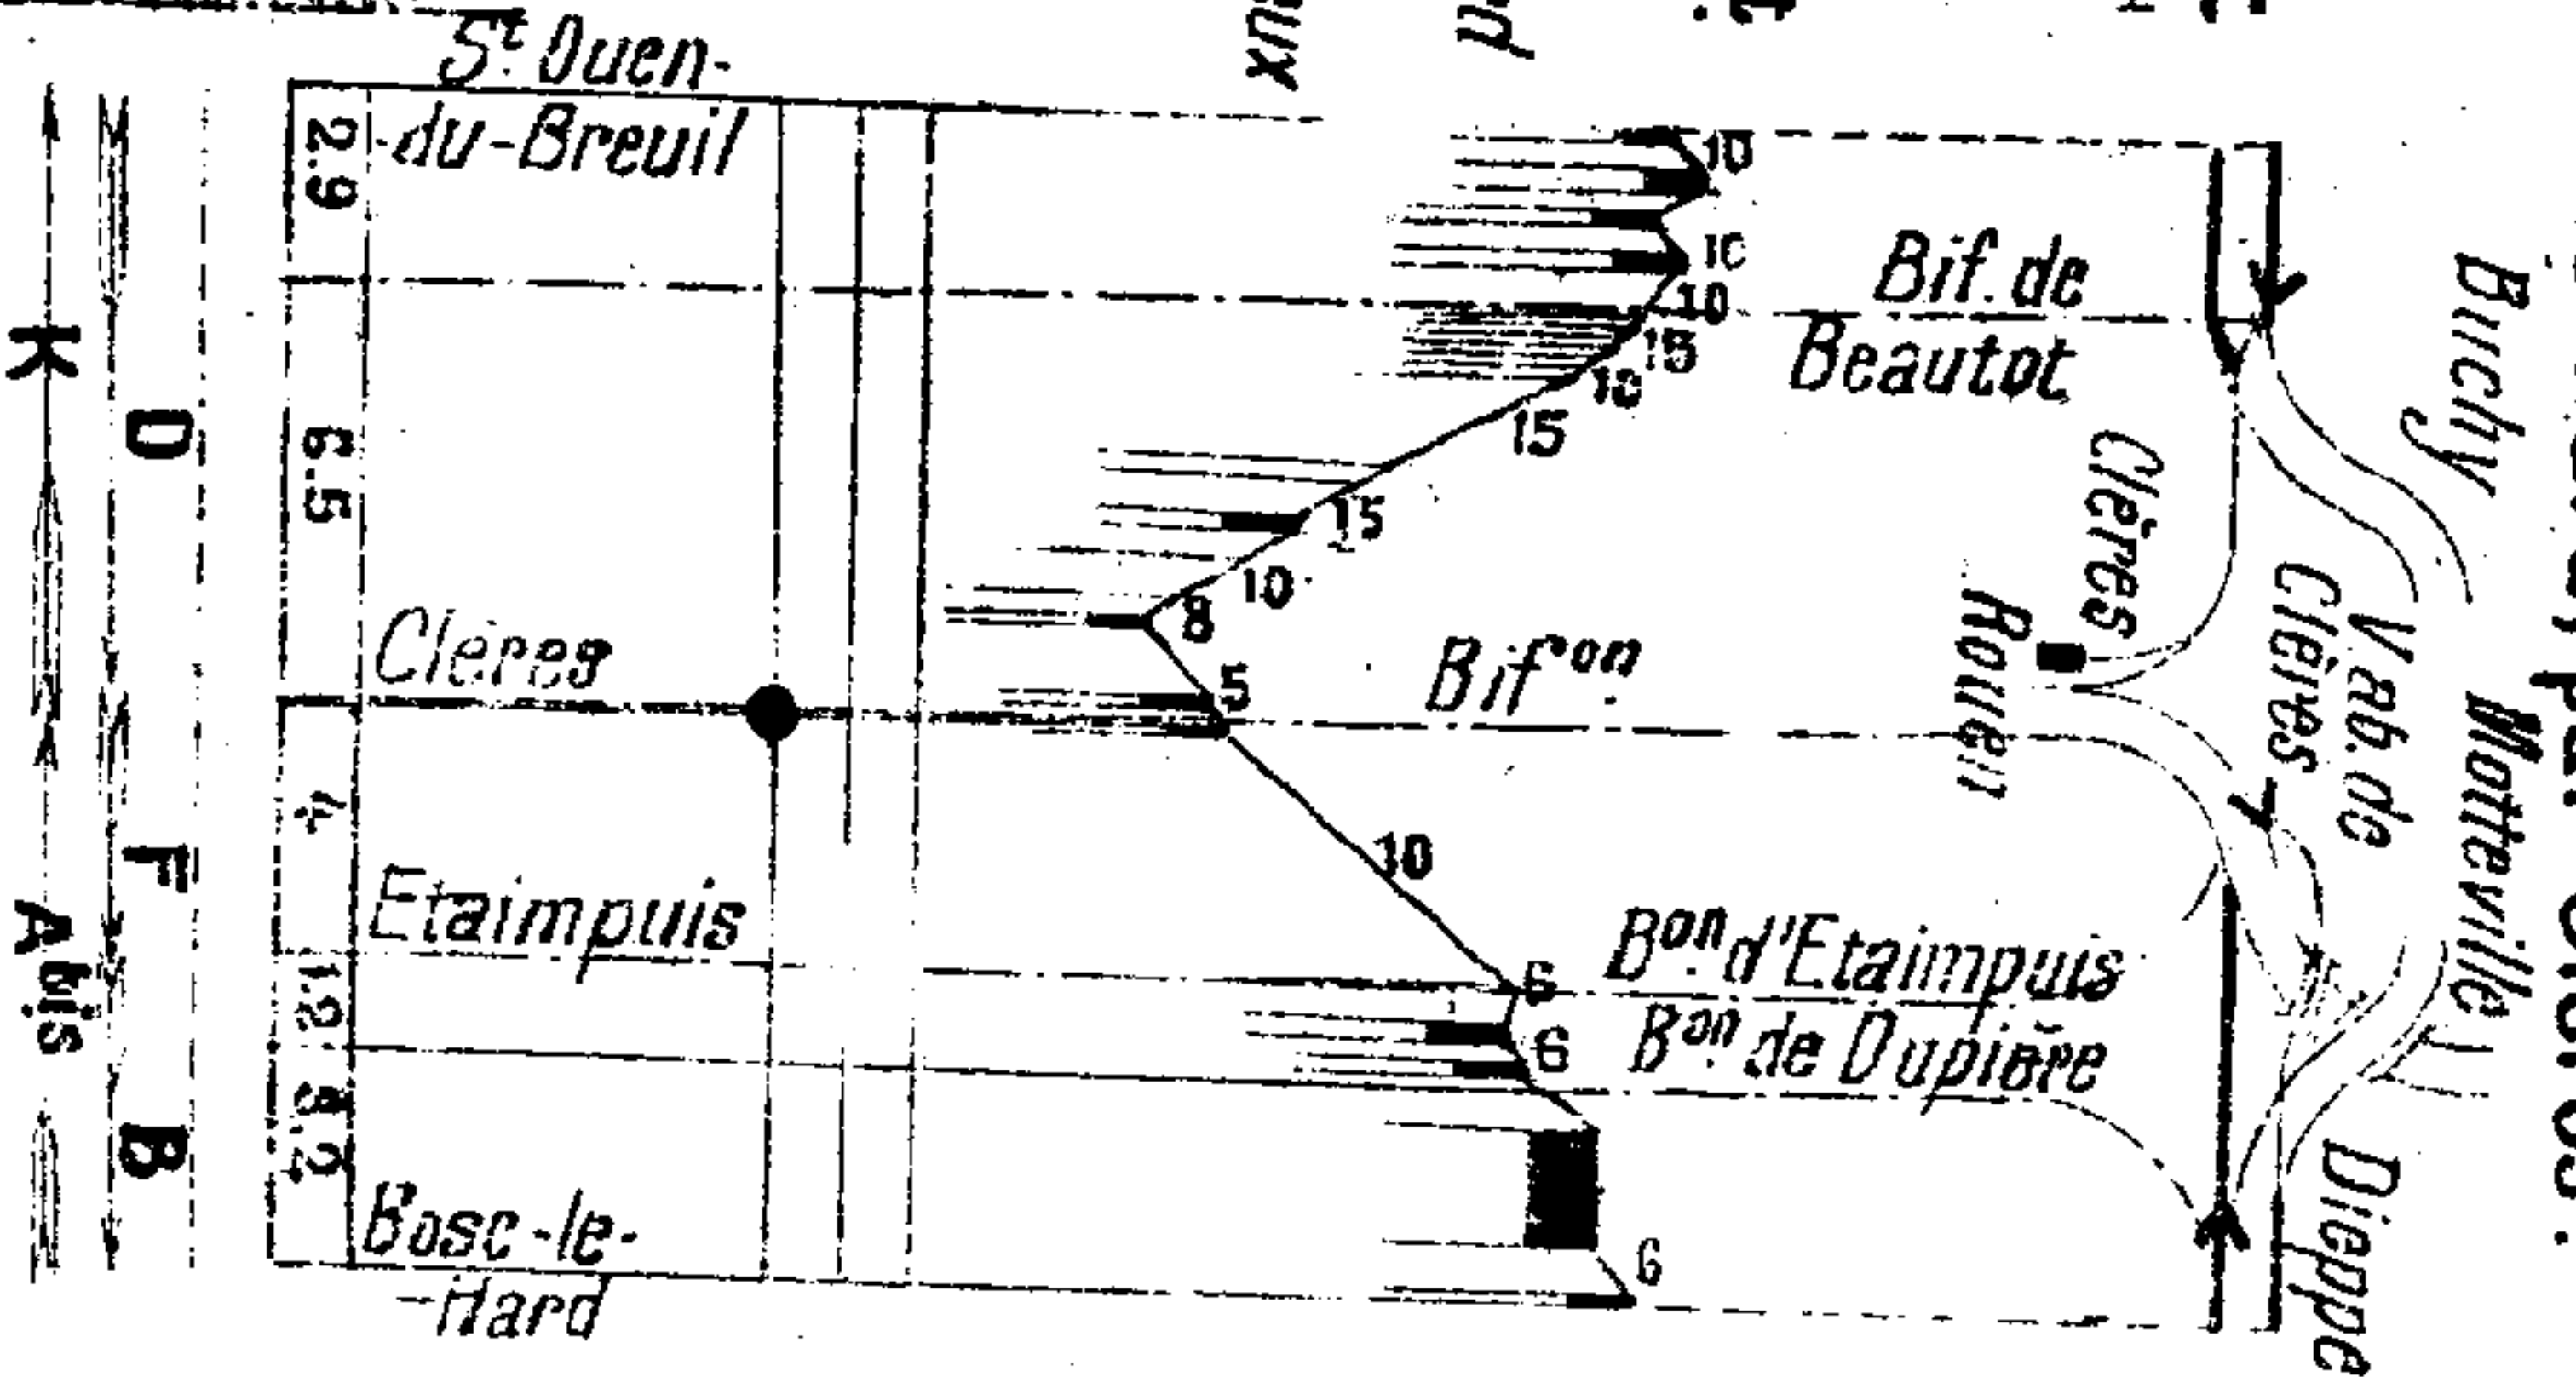 St. Ouen-
-du-Breuil
2.9
10
10
10
Bif. de
Beautot
15
10
15
6.5
15
10
8
Clères
5
Bifon.
4
10
Etaimpuis
6
Bon. d'Etaimpuis
1.2
6
Bon. de Dupière
3.2
Bosc-le-
-Hard
6
K
D
F
A bis
B
Buchy
Clères
Rouen
Vab. de
Clères
Motteville
Dieppe